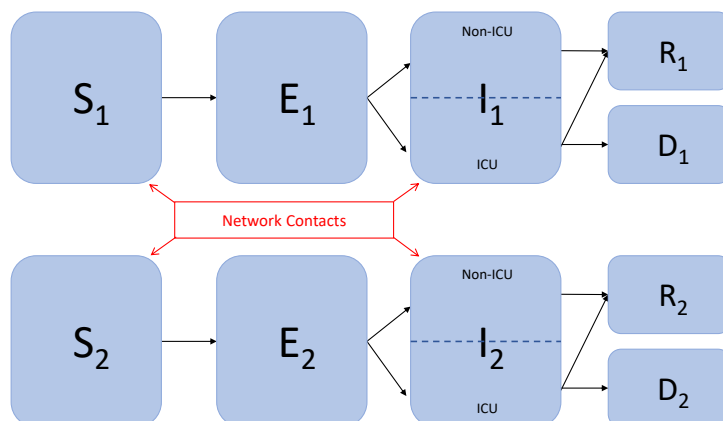 Non-ICU
S₁ E₁ I₁ R₁
ICU D₁
Network Contacts
Non-ICU
S₂ E₂ I₂ R₂
ICU D₂